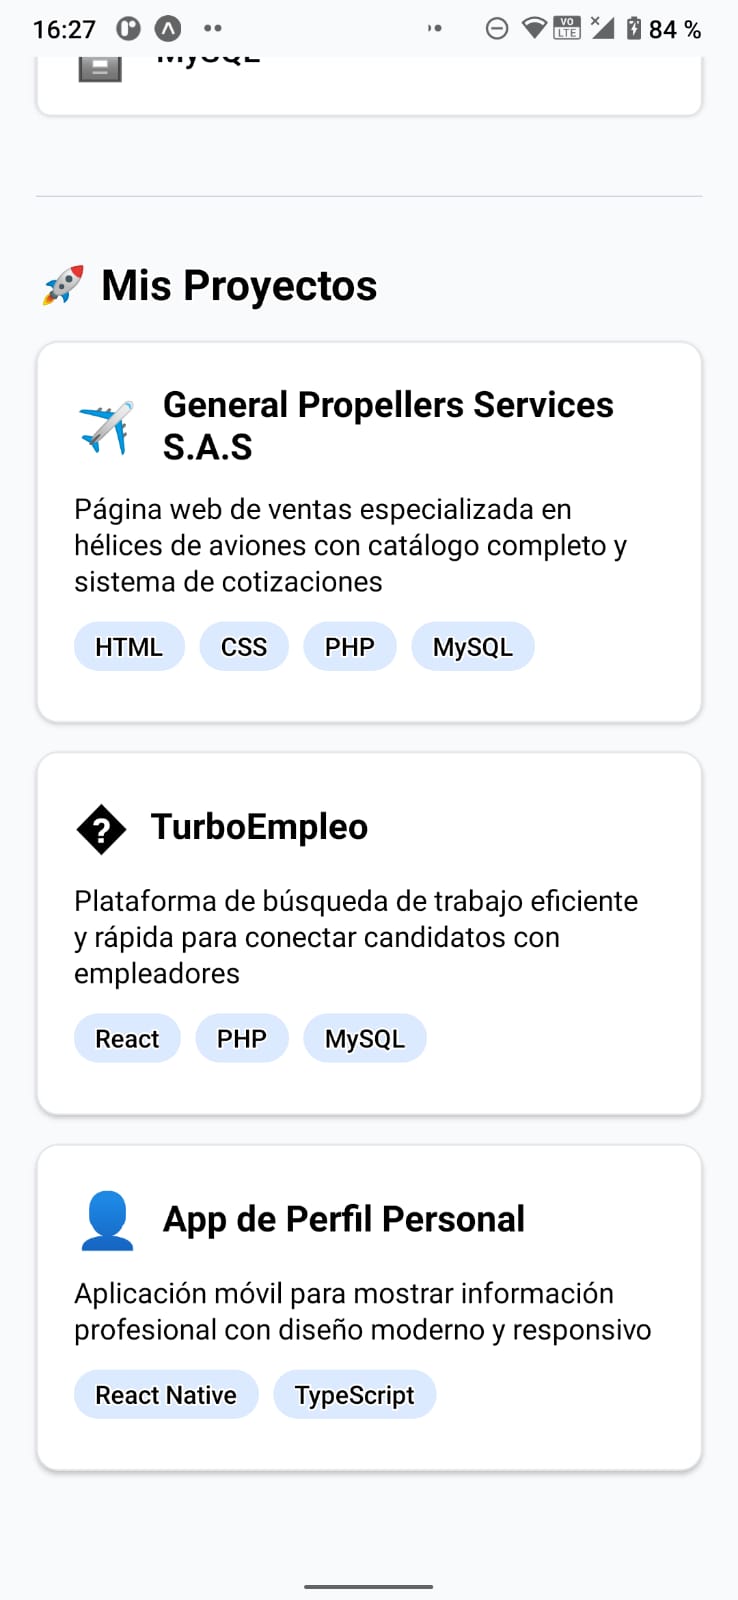 16:27
VO
LTE
84 %
MySQL
🚀 Mis Proyectos
General Propellers Services
S.A.S
Página web de ventas especializada en
hélices de aviones con catálogo completo y
sistema de cotizaciones
HTML CSS PHP MySQL
� TurboEmpleo
Plataforma de búsqueda de trabajo eficiente
y rápida para conectar candidatos con
empleadores
React PHP MySQL
App de Perfil Personal
Aplicación móvil para mostrar información
profesional con diseño moderno y responsivo
React Native TypeScript